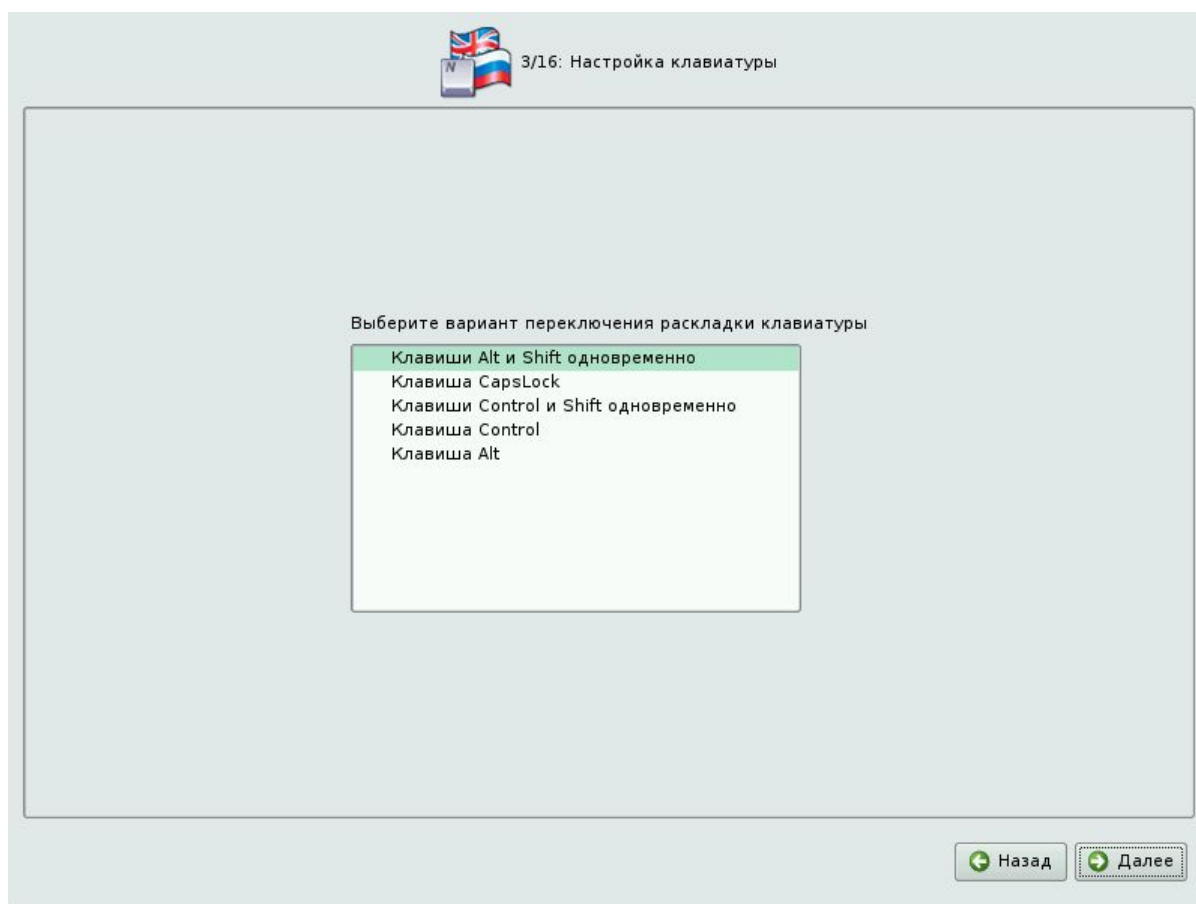 N
3/16: Настройка клавиатуры
Выберите вариант переключения раскладки клавиатуры
Клавиши Alt и Shift одновременно
Клавиша CapsLock
Клавиши Control и Shift одновременно
Клавиша Control
Клавиша Alt
Назад
Далее